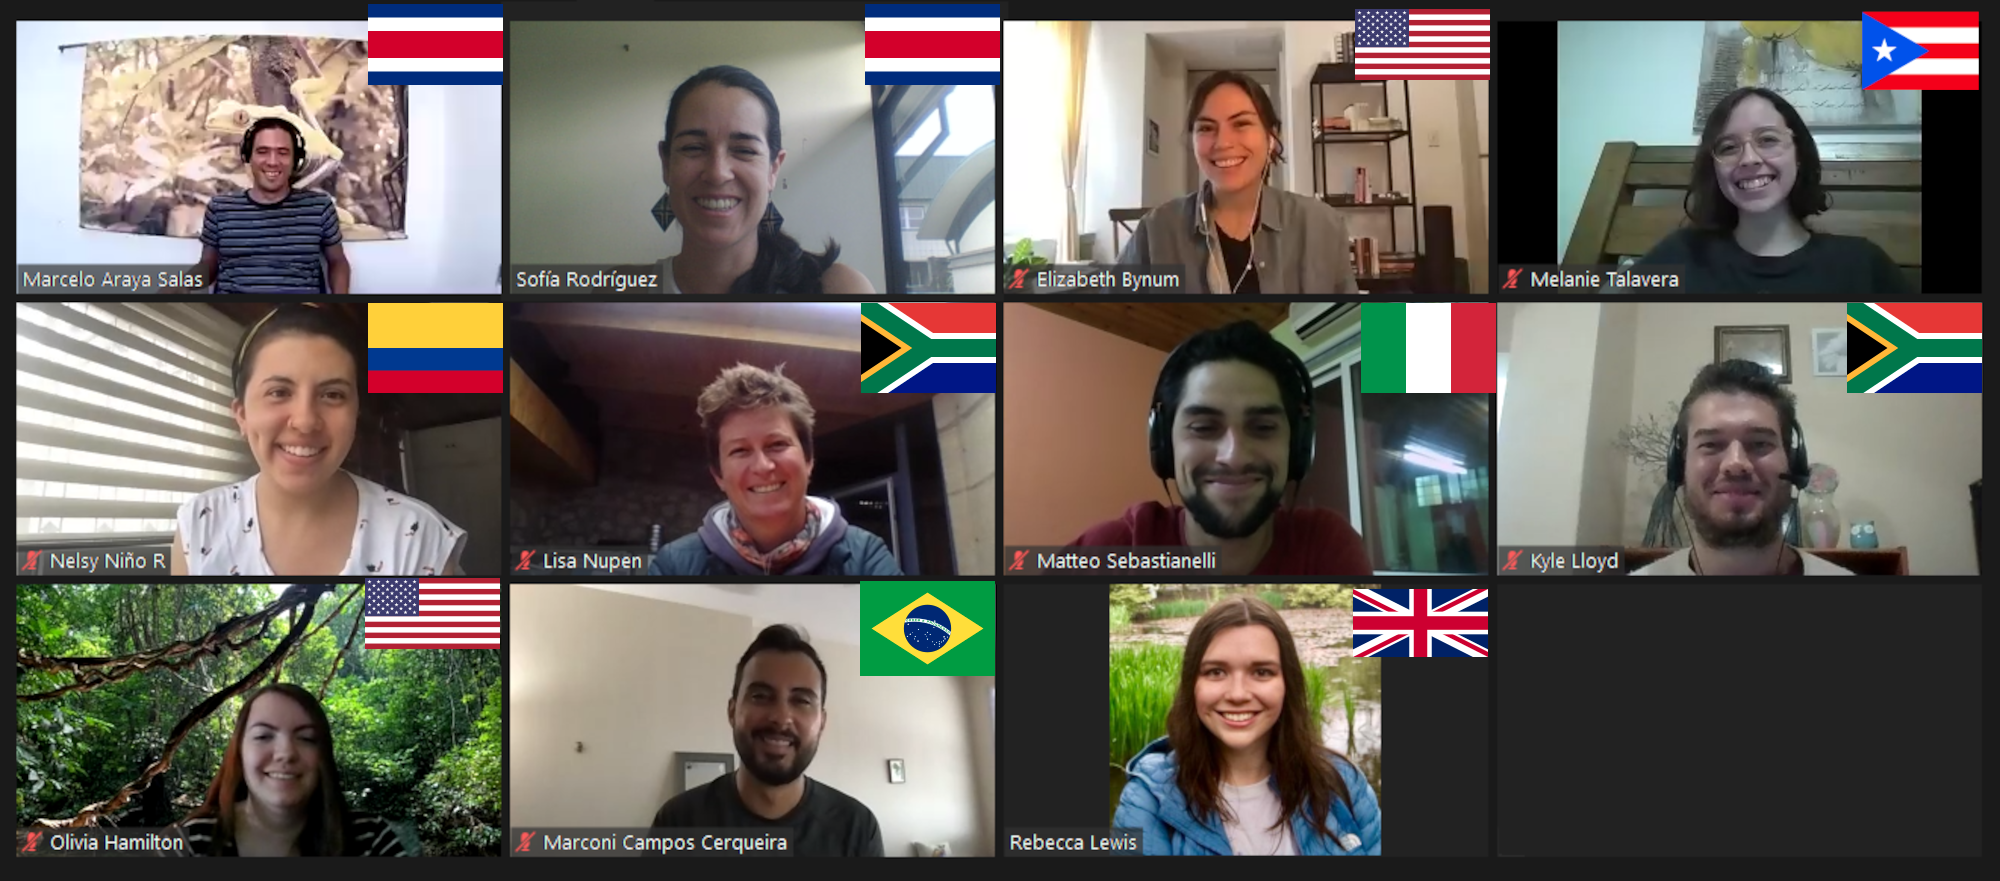 Marcelo Araya Salas
Sofía Rodríguez
Elizabeth Bynum
Melanie Talavera
Nelsy Niño R
Lisa Nupen
Matteo Sebastianelli
Kyle Lloyd
Olivia Hamilton
Marconi Campos Cerqueira
Rebecca Lewis